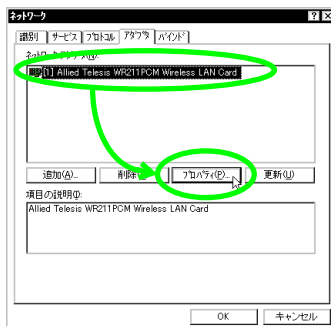 ネットワーク
識別 サービス プロトコル アダプタ バインド
[1] Allied Telesis WR211PCM Wireless LAN Card
追加(A)... 削除 プロパティ(P)... 更新(U)
項目の説明(I):
Allied Telesis WR211PCM Wireless LAN Card
OK キャンセル